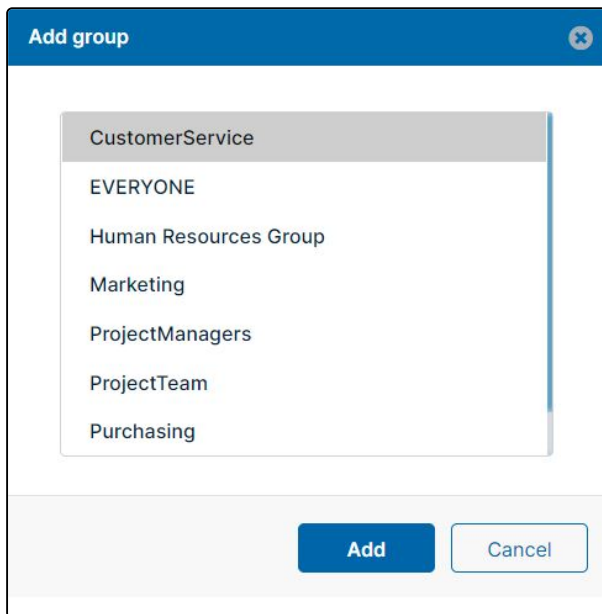 Add group
CustomerService
EVERYONE
Human Resources Group
Marketing
ProjectManagers
ProjectTeam
Purchasing
Add
Cancel